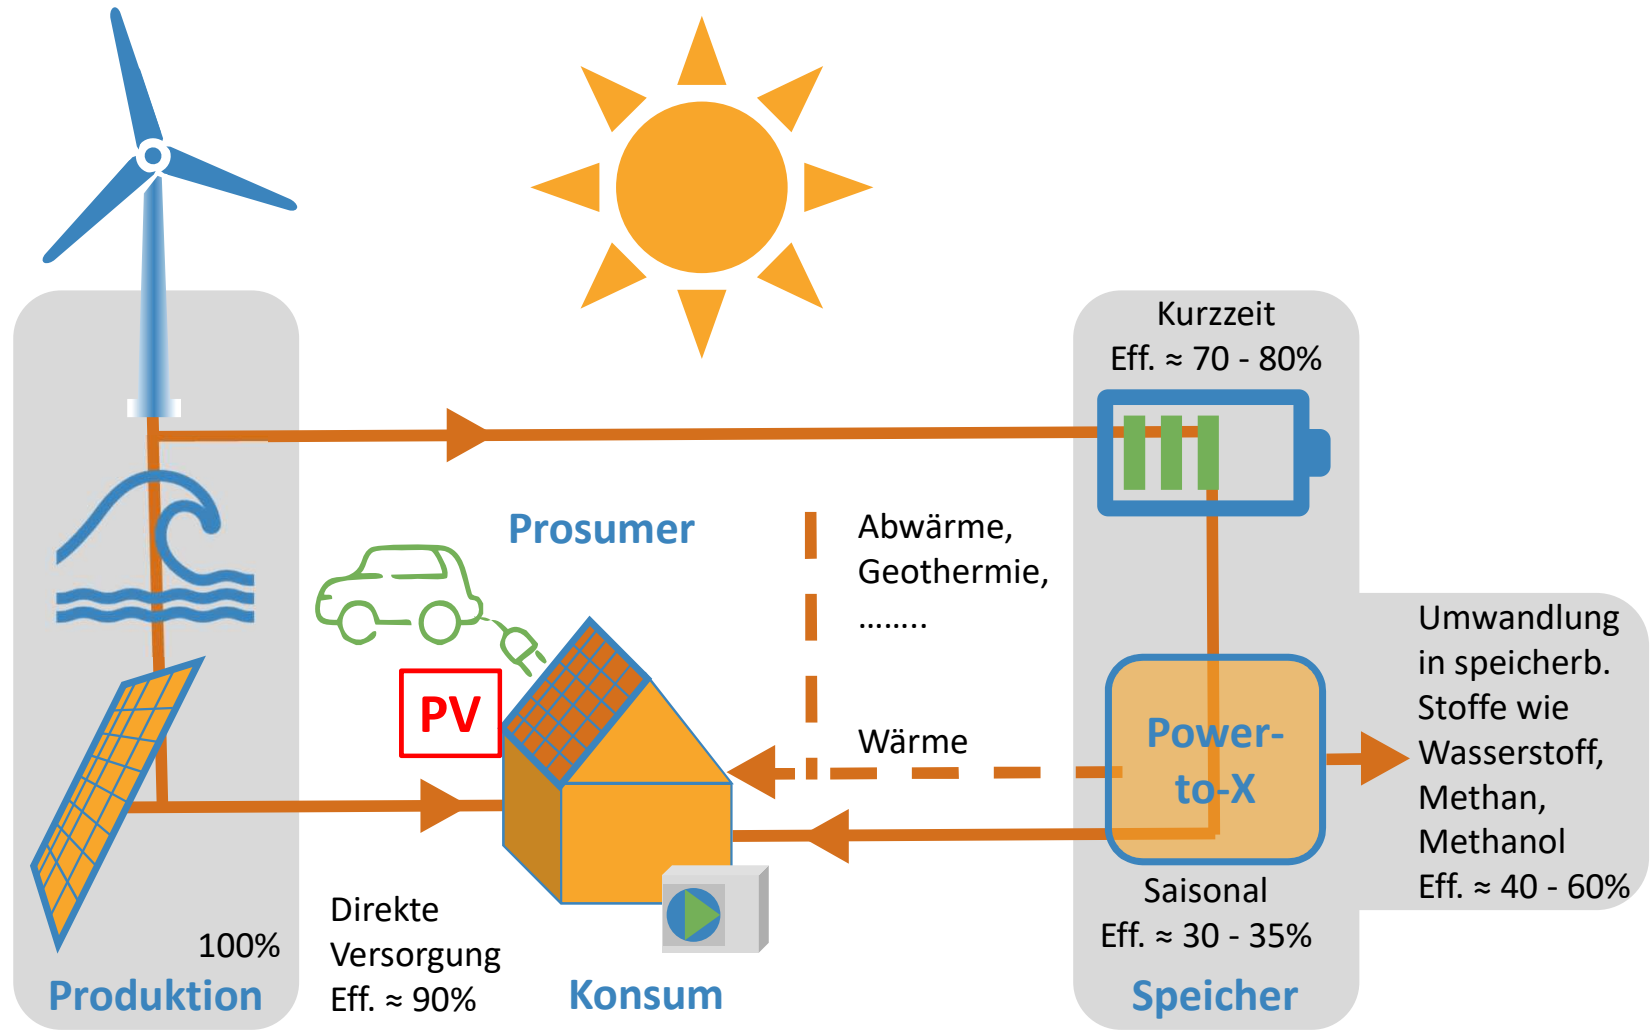 Kurzzeit
Eff. ≈ 70 - 80%
Prosumer
Abwärme,
Geothermie,
........
Wärme
PV
Power-
to-X
Umwandlung
in speicherb.
Stoffe wie
Wasserstoff,
Methan,
Methanol
Eff. ≈ 40 - 60%
Saisonal
Eff. ≈ 30 - 35%
100%
Direkte
Versorgung
Eff. ≈ 90%
Produktion
Konsum
Speicher